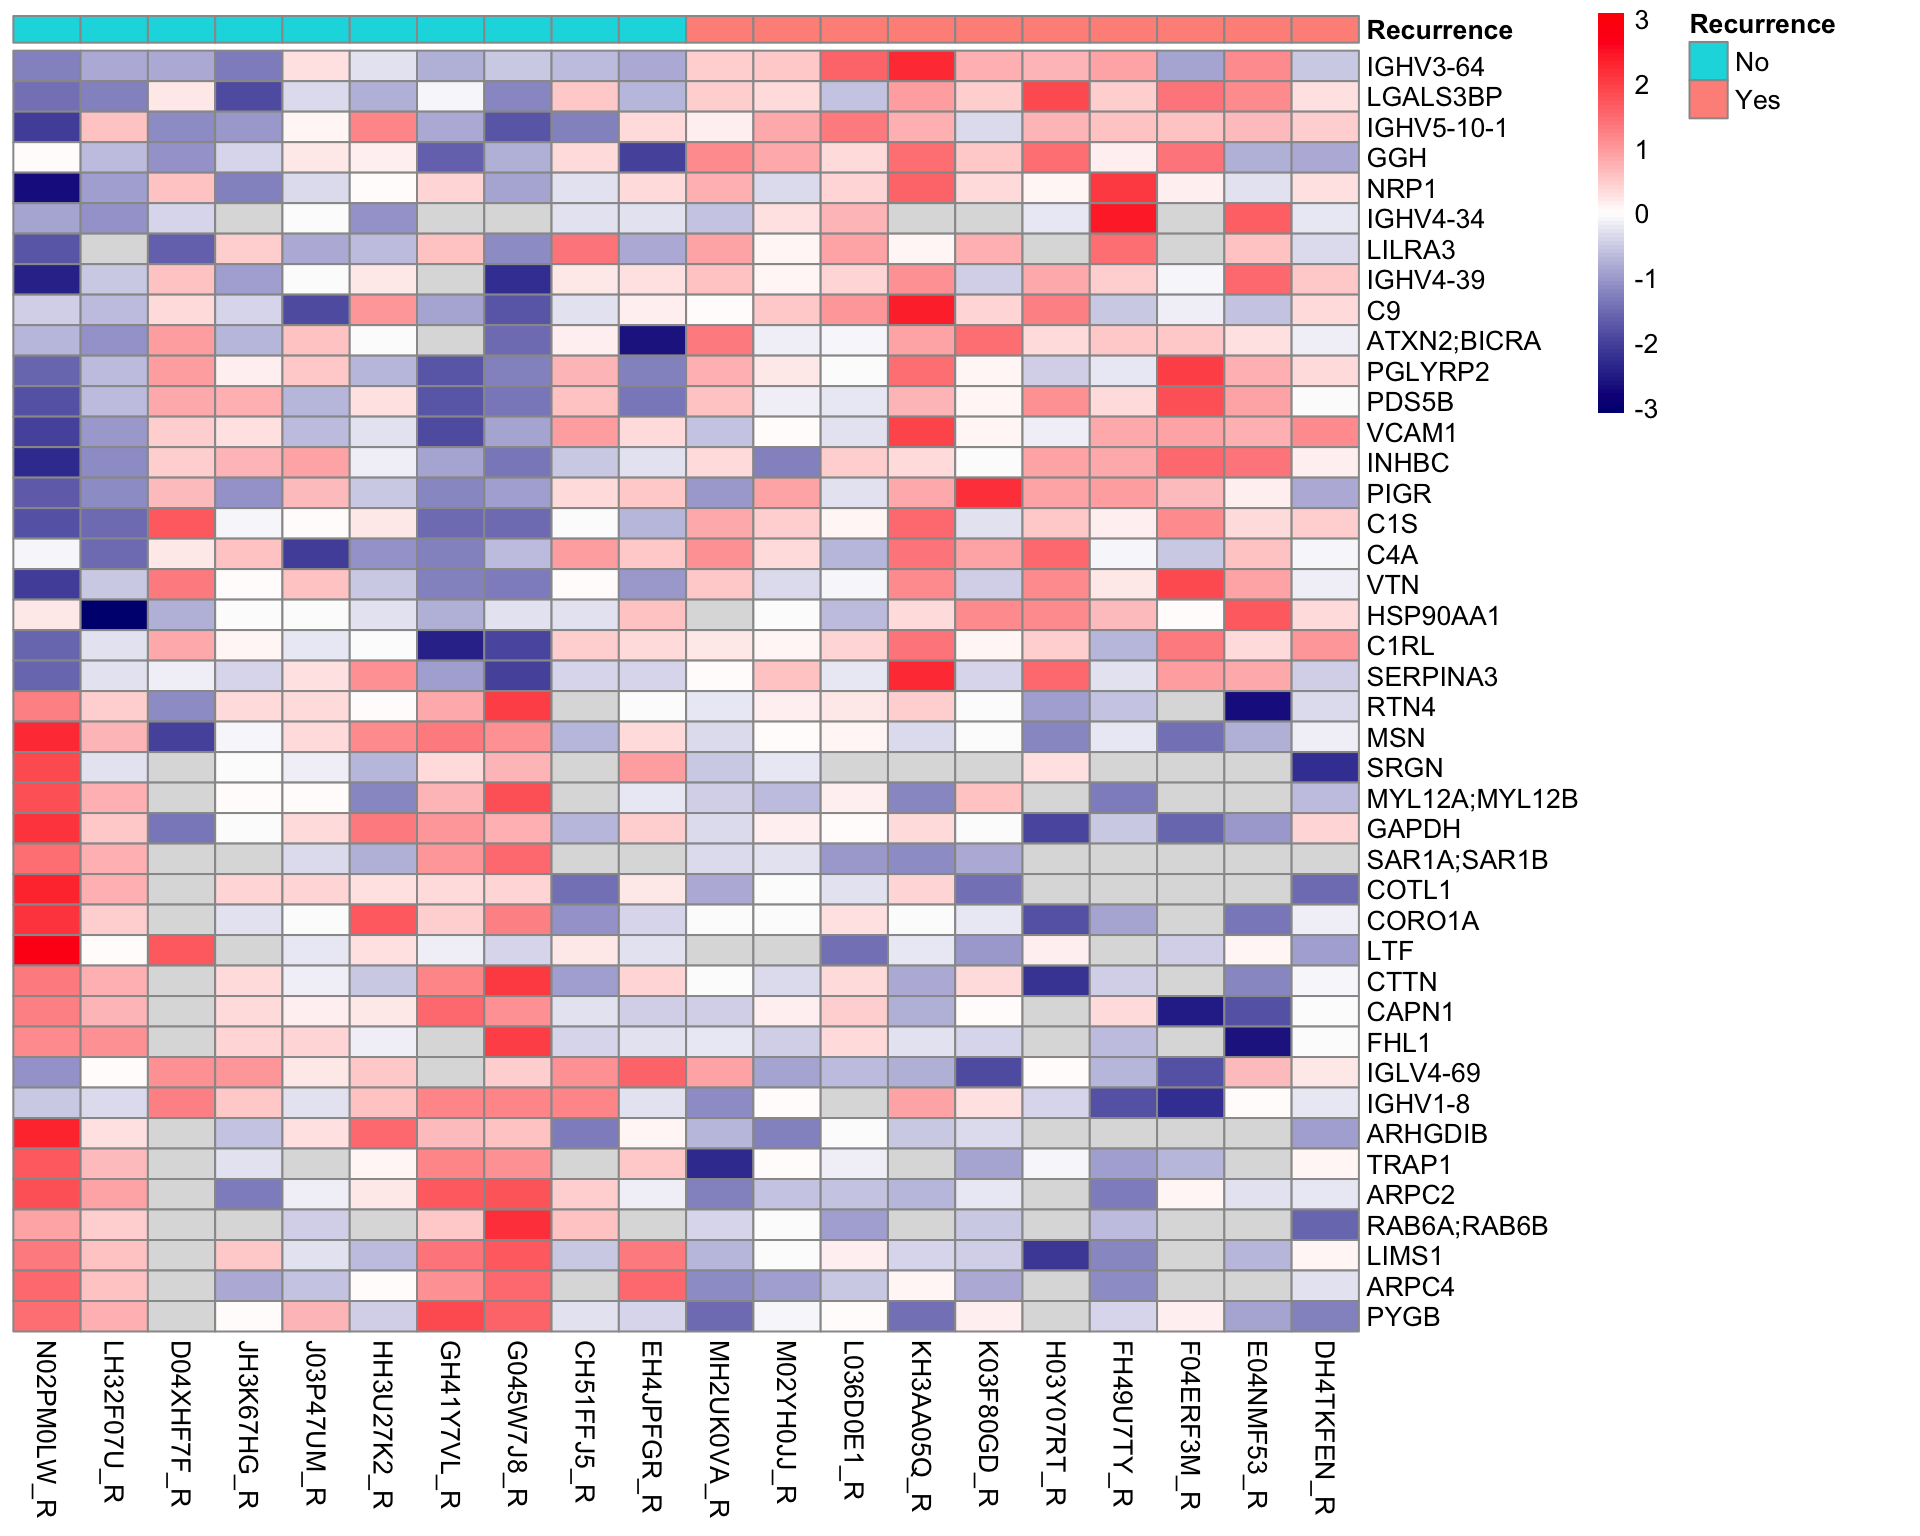 Recurrence
IGHV3-64
LGALS3BP
IGHV5-10-1
GGH
NRP1
IGHV4-34
LILRA3
IGHV4-39
C9
ATXN2;BICRA
PGLYRP2
PDS5B
VCAM1
INHBC
PIGR
C1S
C4A
VTN
HSP90AA1
C1RL
SERPINA3
RTN4
MSN
SRGN
MYL12A;MYL12B
GAPDH
SAR1A;SAR1B
COTL1
CORO1A
LTF
CTTN
CAPN1
FHL1
IGLV4-69
IGHV1-8
ARHGDIB
TRAP1
ARPC2
RAB6A;RAB6B
LIMS1
ARPC4
PYGB
N02PM0LW_R
LH32F07U_R
D04XHF7F_R
JH3K67HG_R
J03P47UM_R
HH3U27K2_R
GH41Y7VL_R
G045W7J8_R
CH51FFJ5_R
EH4JPFGR_R
MH2UK0VA_R
M02YH0JJ_R
L036D0E1_R
KH3AA05Q_R
K03F80GD_R
H03Y07RT_R
FH49U7TY_R
F04ERF3M_R
E04NMF53_R
DH4TKFEN_R
3
2
1
0
-1
-2
-3
Recurrence
No
Yes